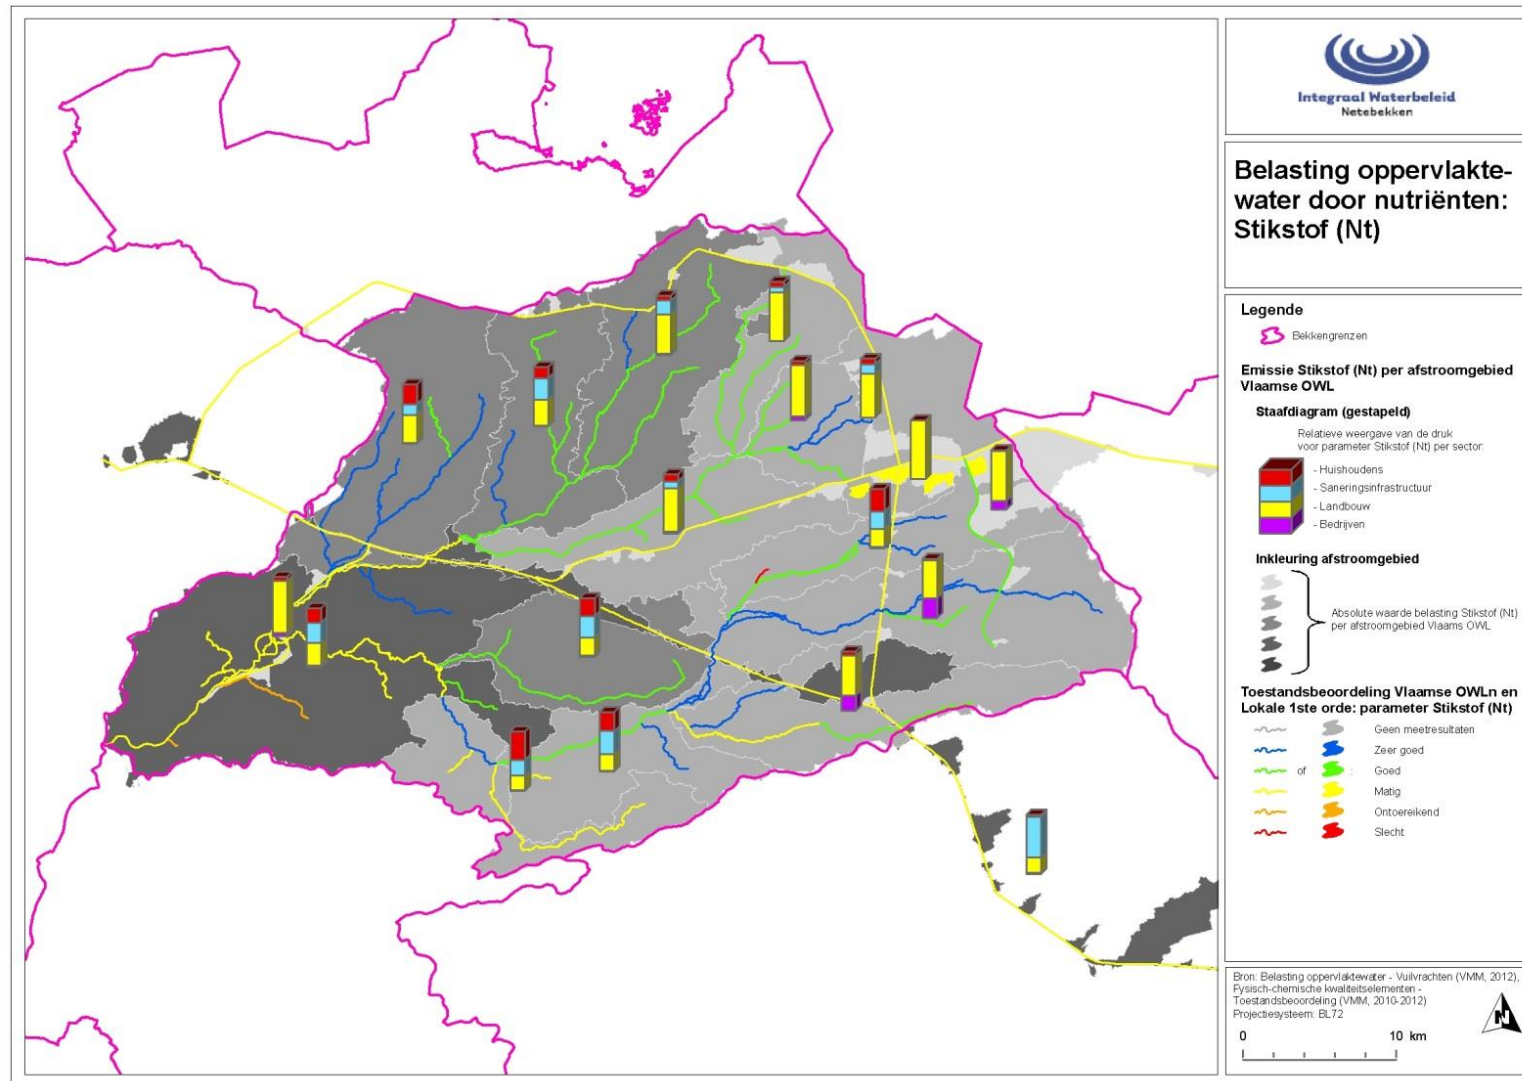 Integraal Waterbeleid
Netebekken
Belasting oppervlakte-
water door nutriënten:
Stikstof (Nt)
Legende
Bekkengrenzen
Emissie Stikstof (Nt) per afstroomgebied
Vlaamse OWL
Staafdiagram (gestapeld)
Relatieve weergave van de druk
voor parameter Stikstof (Nt) per sector:
- Huishoudens
- Saneringsinfrastructuur
- Landbouw
- Bedrijven
Inkleuring afstroomgebied
Absolute waarde belasting Stikstof (Nt)
per afstroomgebied Vlaams OWL
Toestandsbeoordeling Vlaamse OWLn en
Lokale 1ste orde: parameter Stikstof (Nt)
Geen meetresultaten
Zeer goed
of : Goed
Matig
Ontoereikend
Slecht
Bron: Belasting oppervlaktewater - Vuilvrachten (VMM, 2012),
Fysisch-chemische kwaliteitselementen -
Toestandsbeoordeling (VMM, 2010-2012)
Projectiesysteem: BL72
0 10 km
N